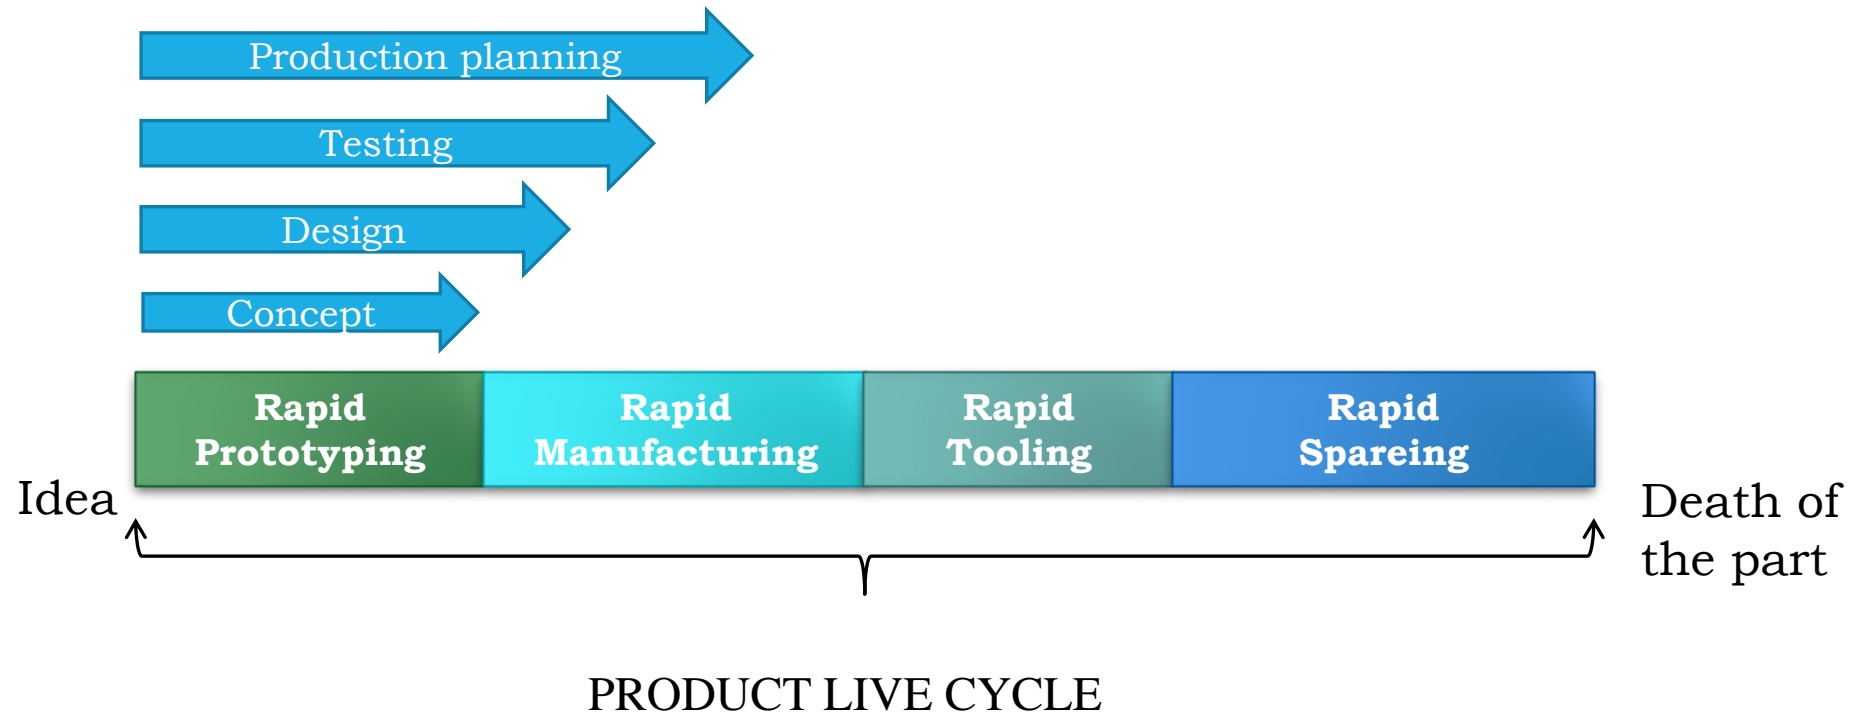 Production planning
Testing
Design
Concept
Rapid
Prototyping
Rapid
Manufacturing
Rapid
Tooling
Rapid
Spareing
Idea
Death of
the part
PRODUCT LIVE CYCLE